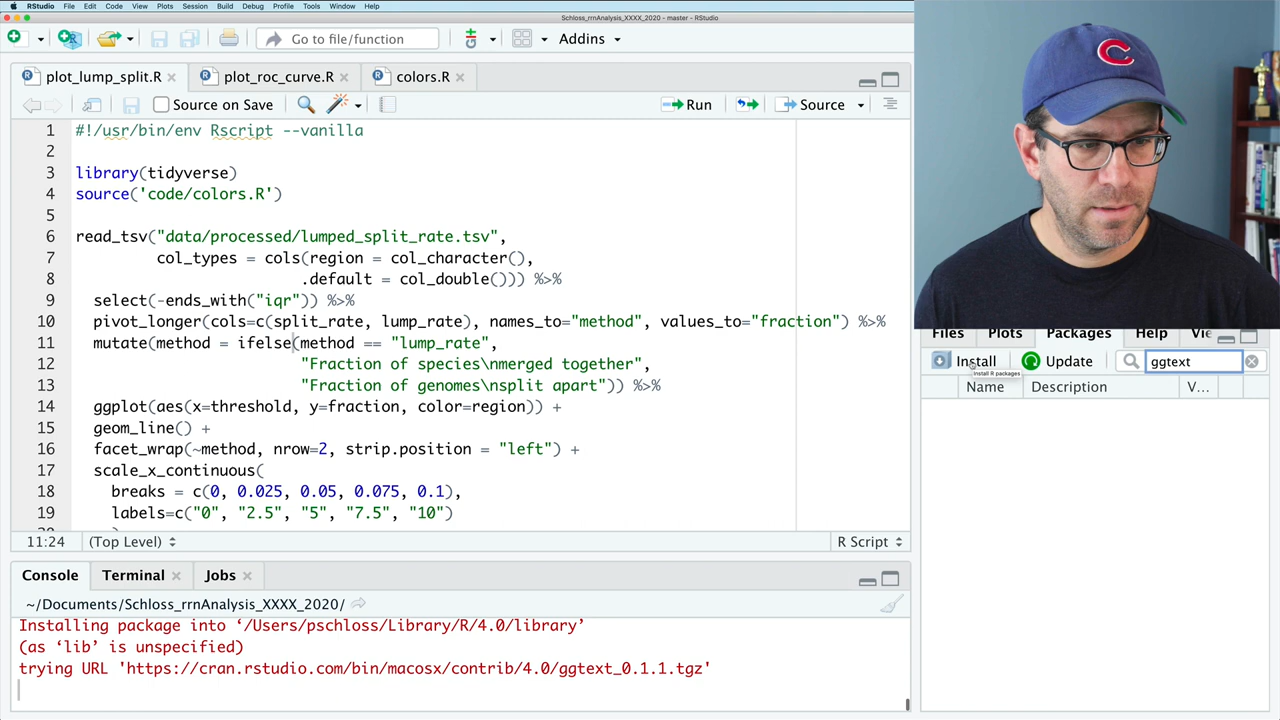 RStudio File Edit Code View Plots Session Build Debug Profile Tools Window Help
Schloss_rrnAnalysis_XXXX_2020 - master - RStudio
Go to file/function Addins
plot_lump_split.R plot_roc_curve.R colors.R
Source on Save Run Source
1 #!/usr/bin/env Rscript --vanilla
2
3 library(tidyverse)
4 source('code/colors.R')
5
6 read_tsv("data/processed/lumped_split_rate.tsv",
7 col_types = cols(region = col_character(),
8 .default = col_double())) %>%
9 select(-ends_with("iqr")) %>%
10 pivot_longer(cols=c(split_rate, lump_rate), names_to="method", values_to="fraction") %>%
11 mutate(method = ifelse(method == "lump_rate",
12 "Fraction of species\nmerged together",
13 "Fraction of genomes\nsplit apart")) %>%
14 ggplot(aes(x=threshold, y=fraction, color=region)) +
15 geom_line() +
16 facet_wrap(~method, nrow=2, strip.position = "left") +
17 scale_x_continuous(
18 breaks = c(0, 0.025, 0.05, 0.075, 0.1),
19 labels=c("0", "2.5", "5", "7.5", "10")
11:24 (Top Level) R Script
Console Terminal Jobs
~/Documents/Schloss_rrnAnalysis_XXXX_2020/
Installing package into ‘/Users/pschloss/Library/R/4.0/library’
(as ‘lib’ is unspecified)
trying URL 'https://cran.rstudio.com/bin/macosx/contrib/4.0/ggtext_0.1.1.tgz'
C
Files Plots Packages Help Vi
Install Update ggtext
Install R packages
Name Description V...